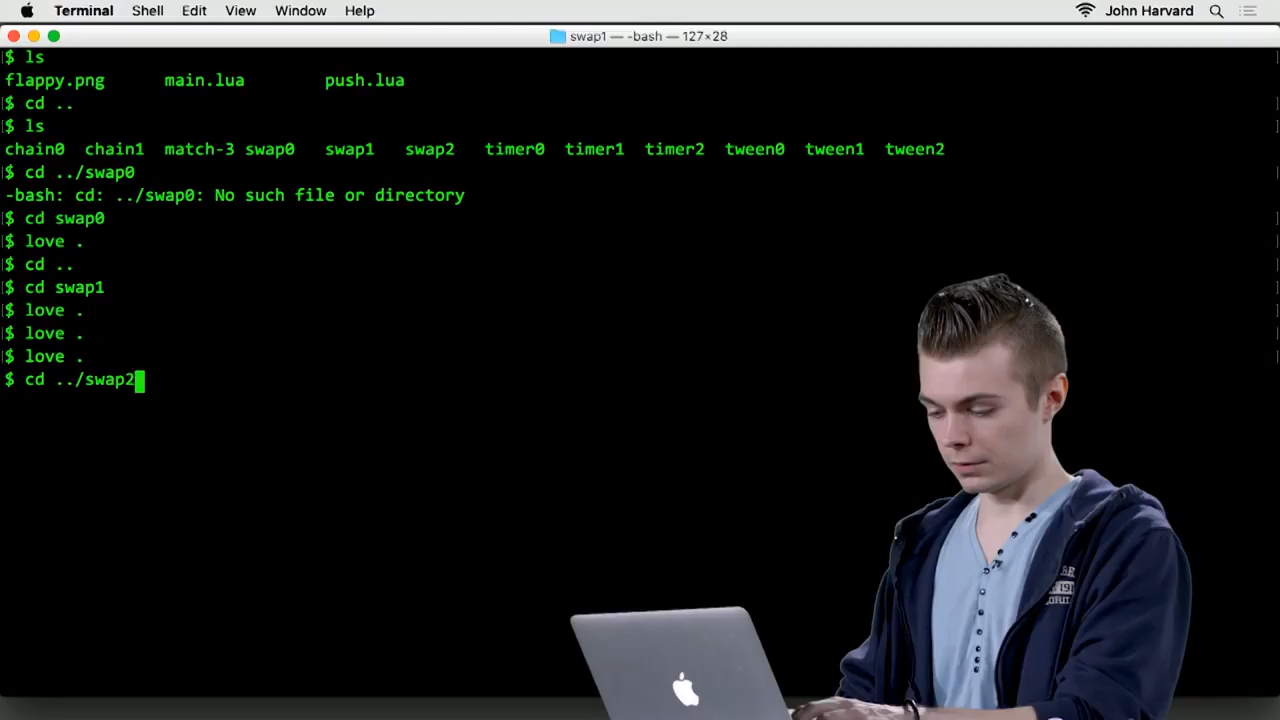 Terminal Shell Edit View Window Help John Harvard
swap1 — -bash — 127×28
$ ls
flappy.png main.lua push.lua
$ cd ..
$ ls
chain0 chain1 match-3 swap0 swap1 swap2 timer0 timer1 timer2 tween0 tween1 tween2
$ cd ../swap0
-bash: cd: ../swap0: No such file or directory
$ cd swap0
$ love .
$ cd ..
$ cd swap1
$ love .
$ love .
$ love .
$ cd ../swap2